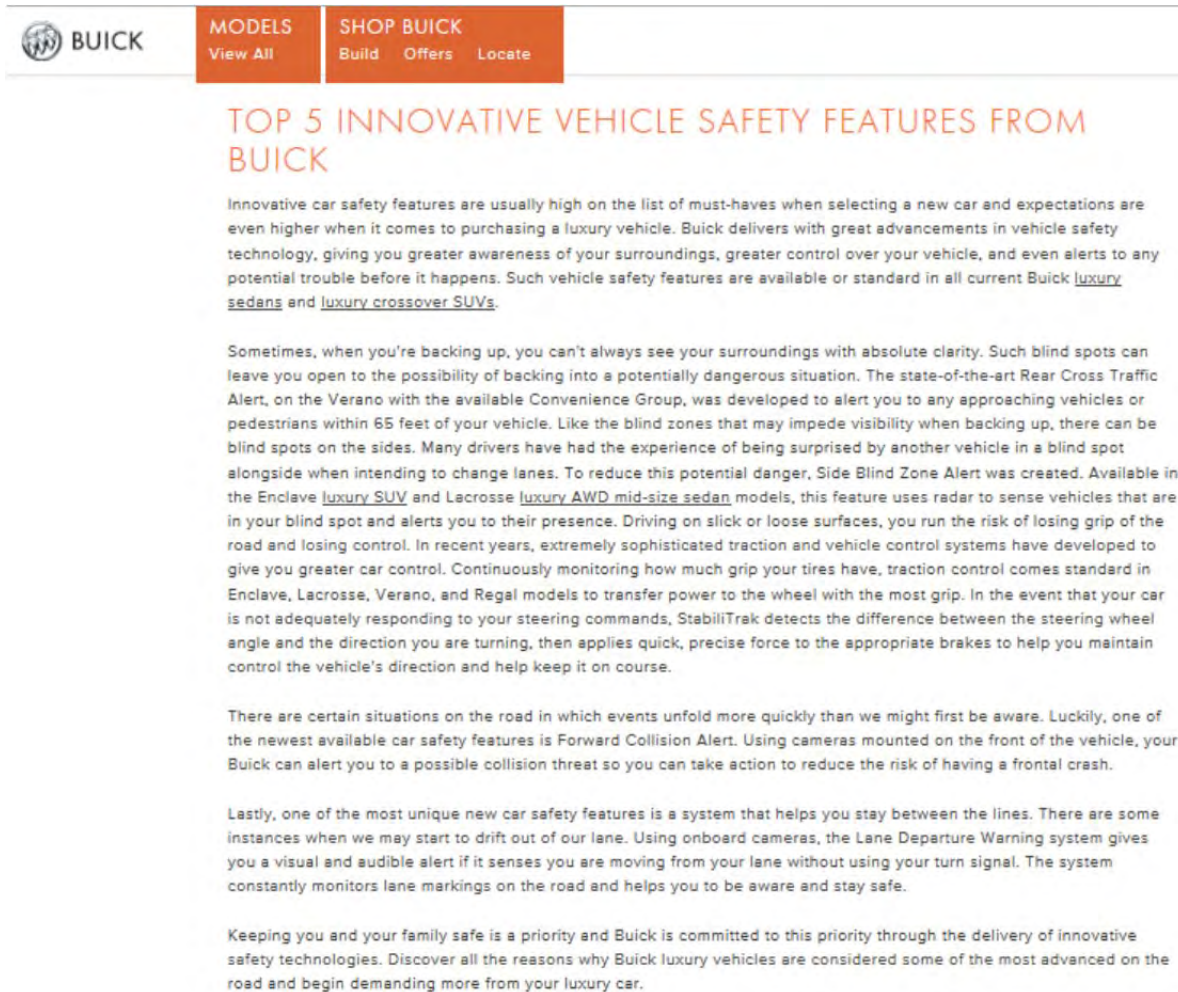 BUICK
MODELS
View All
SHOP BUICK
Build Offers Locate
TOP 5 INNOVATIVE VEHICLE SAFETY FEATURES FROM
BUICK
Innovative car safety features are usually high on the list of must-haves when selecting a new car and expectations are
even higher when it comes to purchasing a luxury vehicle. Buick delivers with great advancements in vehicle safety
technology, giving you greater awareness of your surroundings, greater control over your vehicle, and even alerts to any
potential trouble before it happens. Such vehicle safety features are available or standard in all current Buick luxury
sedans and luxury crossover SUVs.
Sometimes, when you're backing up, you can't always see your surroundings with absolute clarity. Such blind spots can
leave you open to the possibility of backing into a potentially dangerous situation. The state-of-the-art Rear Cross Traffic
Alert, on the Verano with the available Convenience Group, was developed to alert you to any approaching vehicles or
pedestrians within 65 feet of your vehicle. Like the blind zones that may impede visibility when backing up, there can be
blind spots on the sides. Many drivers have had the experience of being surprised by another vehicle in a blind spot
alongside when intending to change lanes. To reduce this potential danger, Side Blind Zone Alert was created. Available in
the Enclave luxury SUV and Lacrosse luxury AWD mid-size sedan models, this feature uses radar to sense vehicles that are
in your blind spot and alerts you to their presence. Driving on slick or loose surfaces, you run the risk of losing grip of the
road and losing control. In recent years, extremely sophisticated traction and vehicle control systems have developed to
give you greater car control. Continuously monitoring how much grip your tires have, traction control comes standard in
Enclave, Lacrosse, Verano, and Regal models to transfer power to the wheel with the most grip. In the event that your car
is not adequately responding to your steering commands, StabiliTrak detects the difference between the steering wheel
angle and the direction you are turning, then applies quick, precise force to the appropriate brakes to help you maintain
control the vehicle's direction and help keep it on course.
There are certain situations on the road in which events unfold more quickly than we might first be aware. Luckily, one of
the newest available car safety features is Forward Collision Alert. Using cameras mounted on the front of the vehicle, your
Buick can alert you to a possible collision threat so you can take action to reduce the risk of having a frontal crash.
Lastly, one of the most unique new car safety features is a system that helps you stay between the lines. There are some
instances when we may start to drift out of our lane. Using onboard cameras, the Lane Departure Warning system gives
you a visual and audible alert if it senses you are moving from your lane without using your turn signal. The system
constantly monitors lane markings on the road and helps you to be aware and stay safe.
Keeping you and your family safe is a priority and Buick is committed to this priority through the delivery of innovative
safety technologies. Discover all the reasons why Buick luxury vehicles are considered some of the most advanced on the
road and begin demanding more from your luxury car.